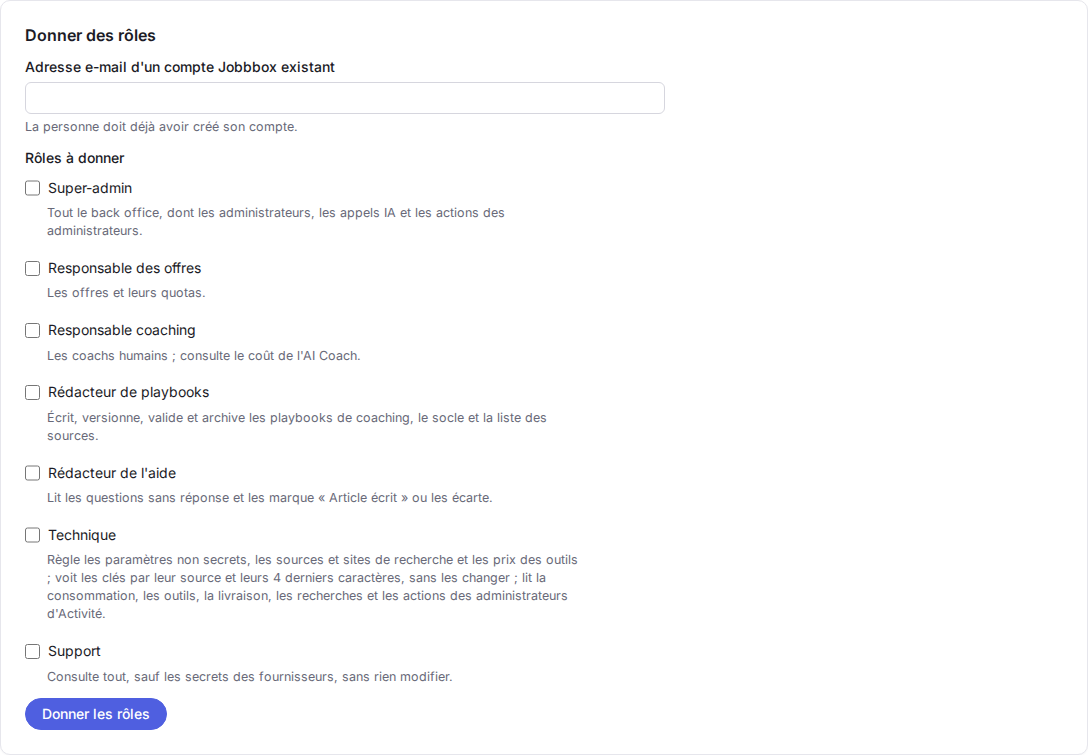 Donner des rôles
Adresse e-mail d'un compte Jobbbox existant
La personne doit déjà avoir créé son compte.
Rôles à donner
Super-admin
Tout le back office, dont les administrateurs, les appels IA et les actions des
administrateurs.
Responsable des offres
Les offres et leurs quotas.
Responsable coaching
Les coachs humains ; consulte le coût de l'AI Coach.
Rédacteur de playbooks
Écrit, versionne, valide et archive les playbooks de coaching, le socle et la liste des
sources.
Rédacteur de l'aide
Lit les questions sans réponse et les marque « Article écrit » ou les écarte.
Technique
Règle les paramètres non secrets, les sources et sites de recherche et les prix des outils
; voit les clés par leur source et leurs 4 derniers caractères, sans les changer ; lit la
consommation, les outils, la livraison, les recherches et les actions des administrateurs
d'Activité.
Support
Consulte tout, sauf les secrets des fournisseurs, sans rien modifier.
Donner les rôles